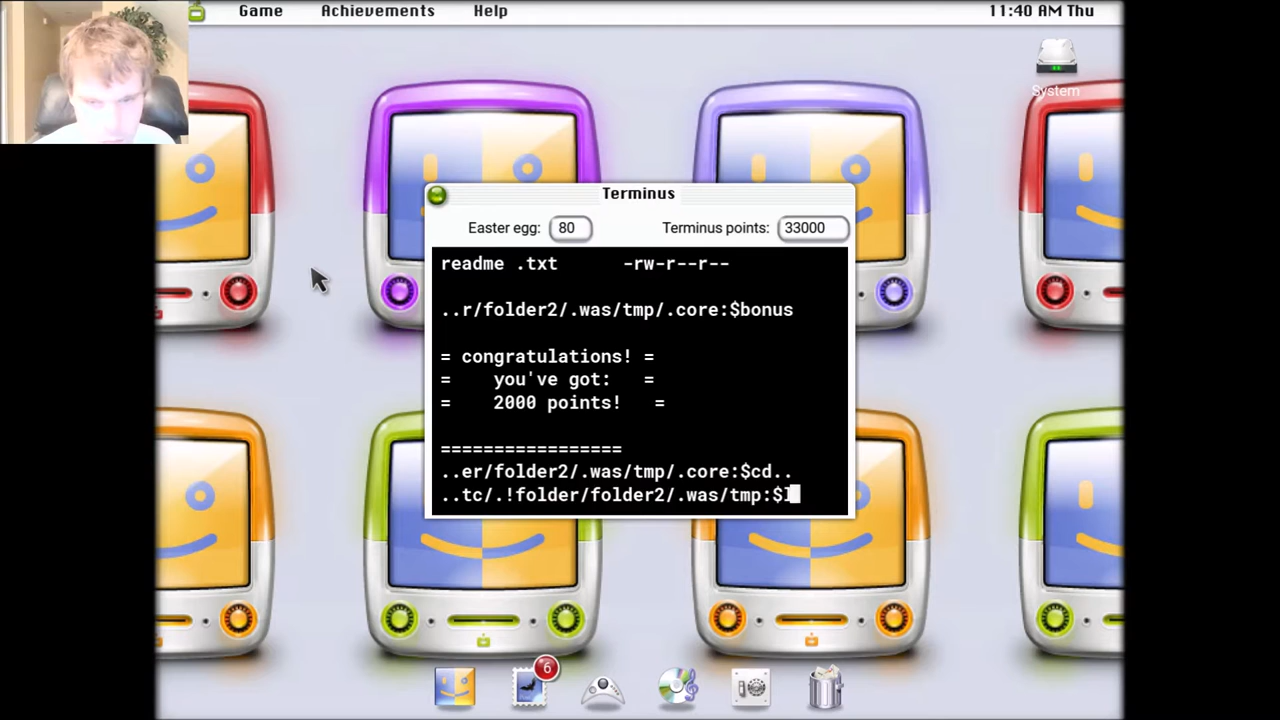 Game Achievements Help 11:40 AM Thu
System
Terminus
Easter egg: 80 Terminus points: 33000
readme .txt -rw-r--r--
..r/folder2/.was/tmp/.core:$bonus
= congratulations! =
= you've got: =
= 2000 points! =
=================
..er/folder2/.was/tmp/.core:$cd..
..tc/.!folder/folder2/.was/tmp:$l
6